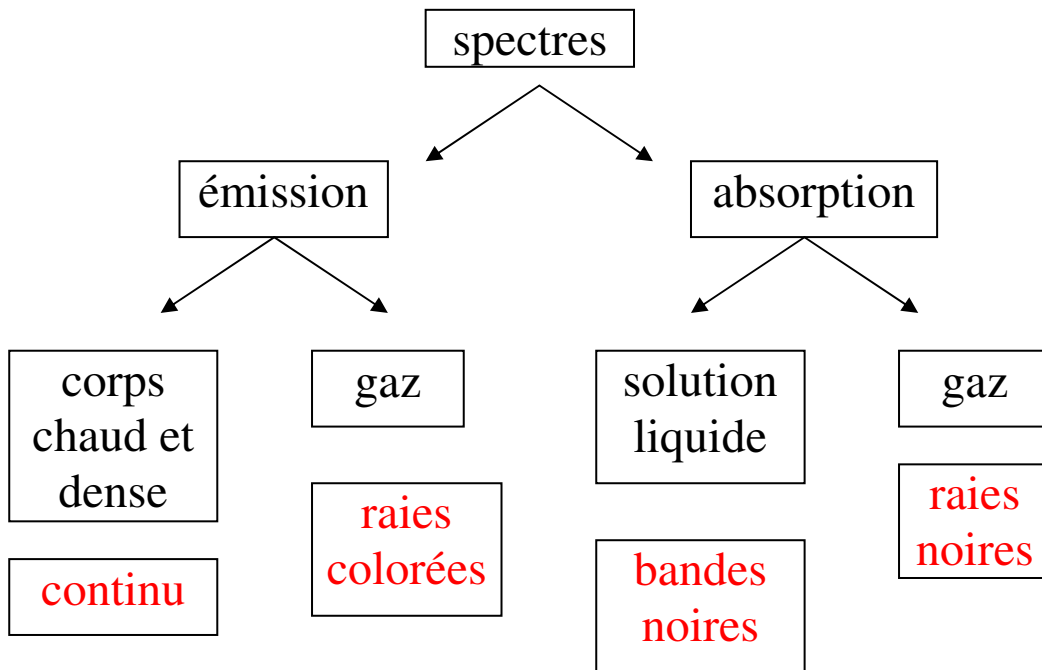 spectres
émission
absorption
corps
chaud et
dense
gaz
solution
liquide
gaz
continu
raies
colorées
bandes
noires
raies
noires